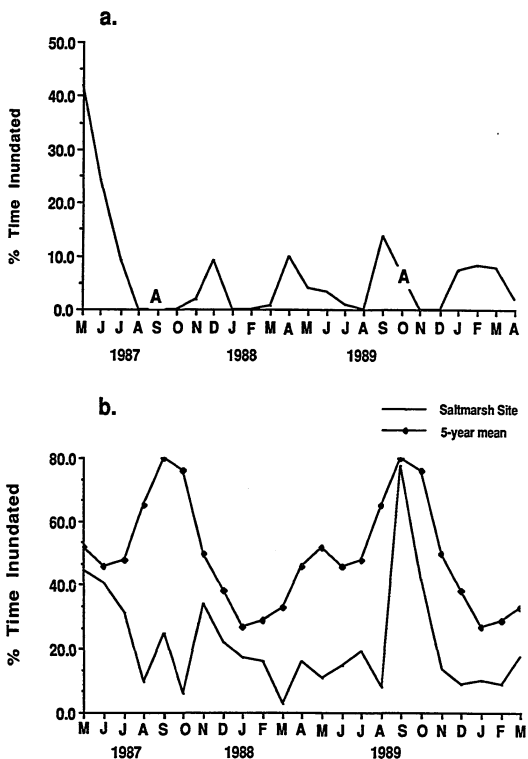 a.
50.0
40.0
30.0
20.0
10.0
0.0
% Time Inundated
A
A
M J J A S O N D J F M A M J J A S O N D J F M A
1987 1988 1989
b.
Saltmarsh Site
5-year mean
80.0
60.0
40.0
20.0
0.0
% Time Inundated
M J J A S O N D J F M A M J J A S O N D J F M
1987 1988 1989